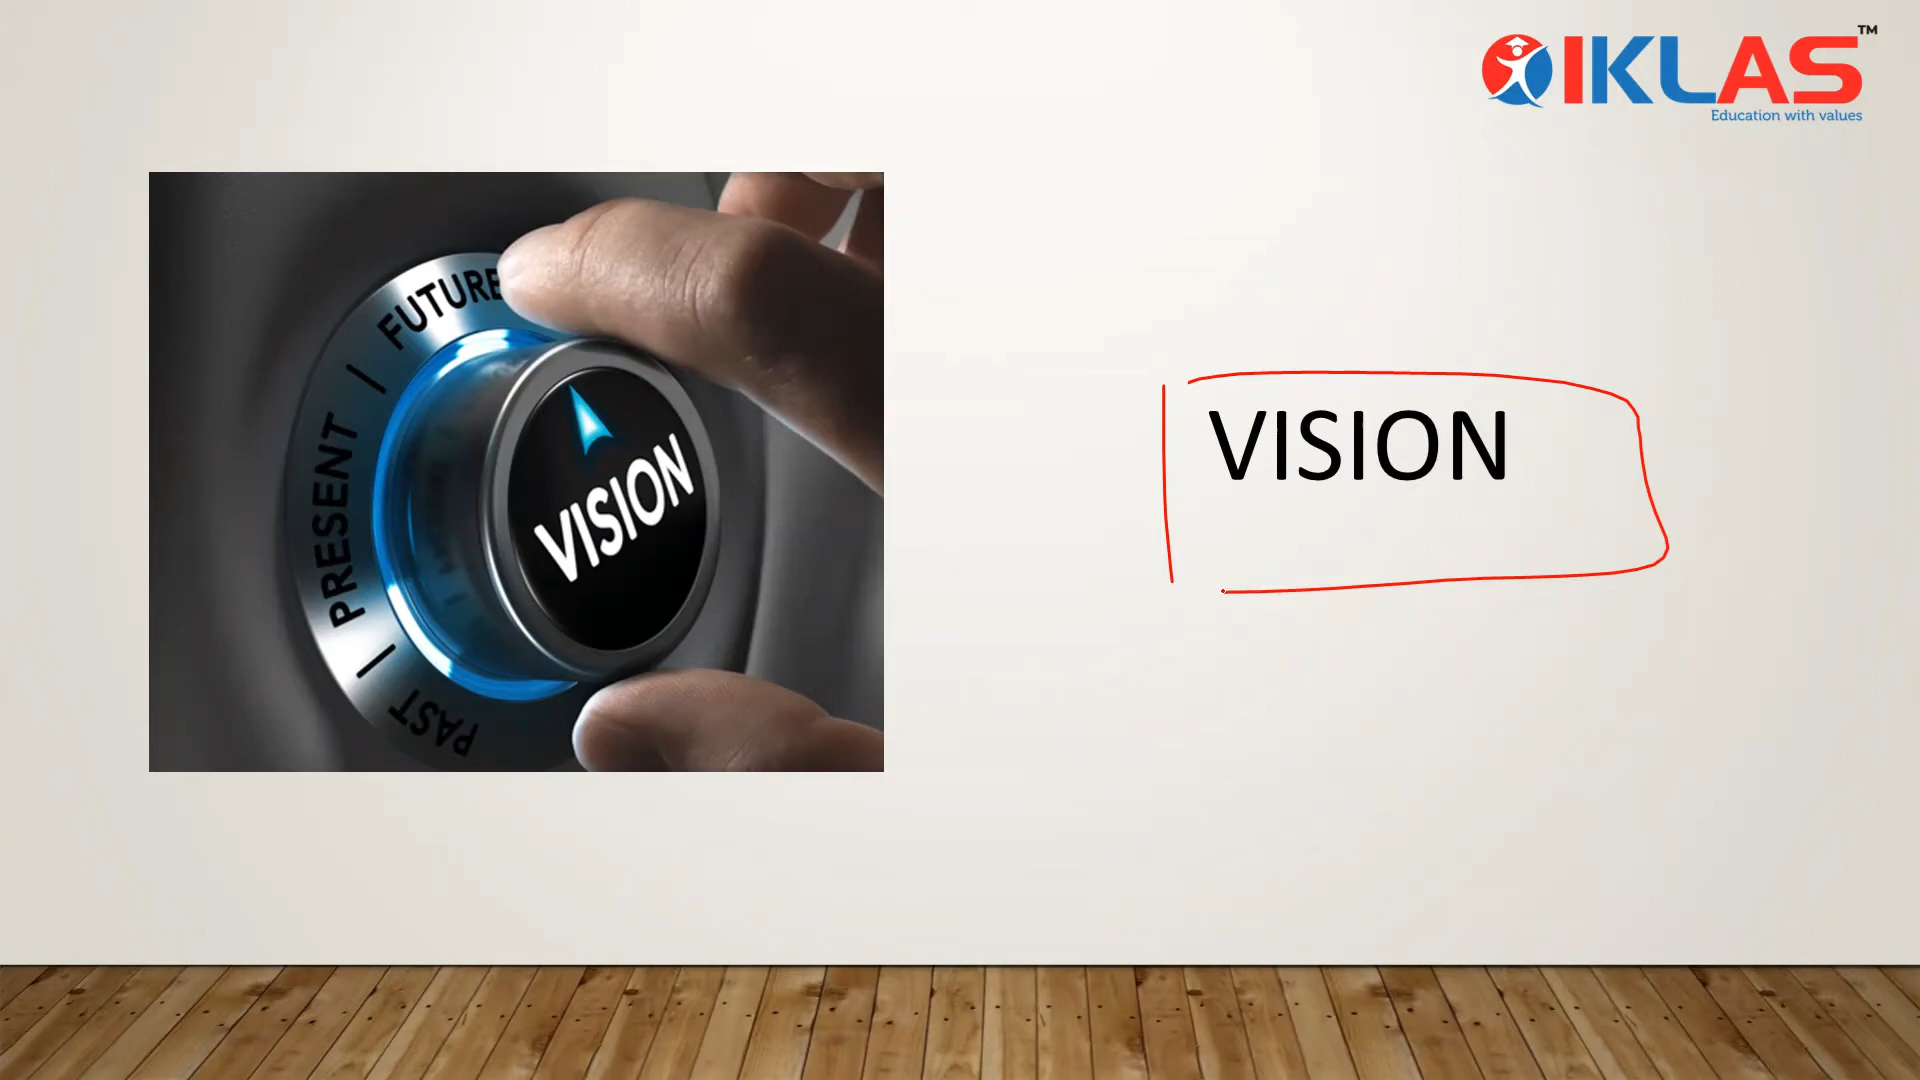 IKLAS™
Education with values
FUTURE
PRESENT
PAST
VISION
VISION